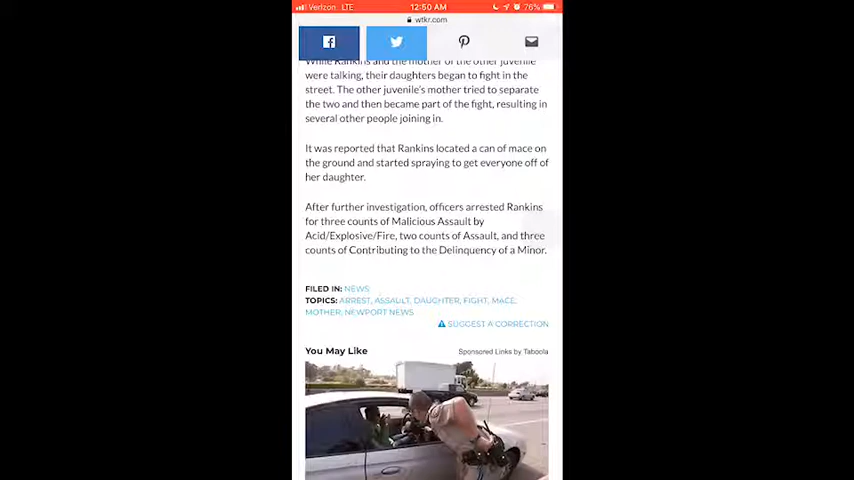 Verizon LTE 12:50 AM 76%
wtkr.com
While Rankins and the mother of the other juvenile
were talking, their daughters began to fight in the
street. The other juvenile's mother tried to separate
the two and then became part of the fight, resulting in
several other people joining in.
It was reported that Rankins located a can of mace on
the ground and started spraying to get everyone off of
her daughter.
After further investigation, officers arrested Rankins
for three counts of Malicious Assault by
Acid/Explosive/Fire, two counts of Assault, and three
counts of Contributing to the Delinquency of a Minor.
FILED IN: NEWS
TOPICS: ARREST, ASSAULT, DAUGHTER, FIGHT, MACE,
MOTHER, NEWPORT NEWS
SUGGEST A CORRECTION
You May Like Sponsored Links by Taboola